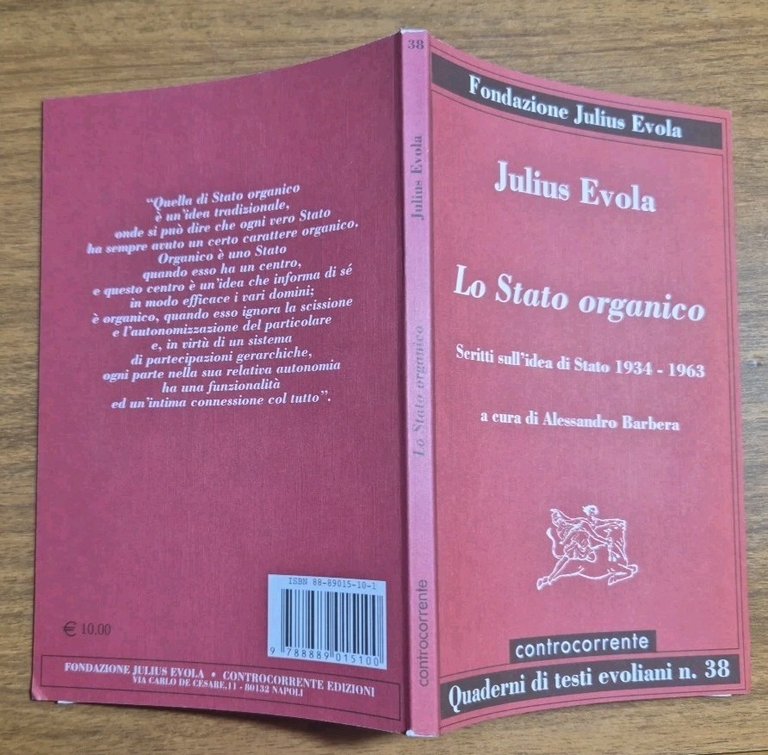 "Quella di Stato organico
è un'idea tradizionale,
onde si può dire che ogni vero Stato
ha sempre avuto un certo carattere organico.
Organico è uno Stato
quando esso ha un centro,
e questo centro è un'idea che informa di sé
in modo efficace i vari domini;
è organico, quando esso ignora la scissione
e l'autonomizzazione del particolare
e, in virtù di un sistema
di partecipazioni gerarchiche,
ogni parte nella sua relativa autonomia
ha una funzionalità
ed un'intima connessione col tutto".
€ 10.00
ISBN 88-89015-10-1
9 788889 015100
FONDAZIONE JULIUS EVOLA • CONTROCORRENTE EDIZIONI
VIA CARLO DE CESARE, 11 - 80132 NAPOLI
38
Julius Evola
Lo Stato organico
controcorrente
Fondazione Julius Evola
Julius Evola
Lo Stato organico
Scritti sull'idea di Stato 1934 - 1963
a cura di Alessandro Barbera
controcorrente
Quaderni di testi evoliani n. 38